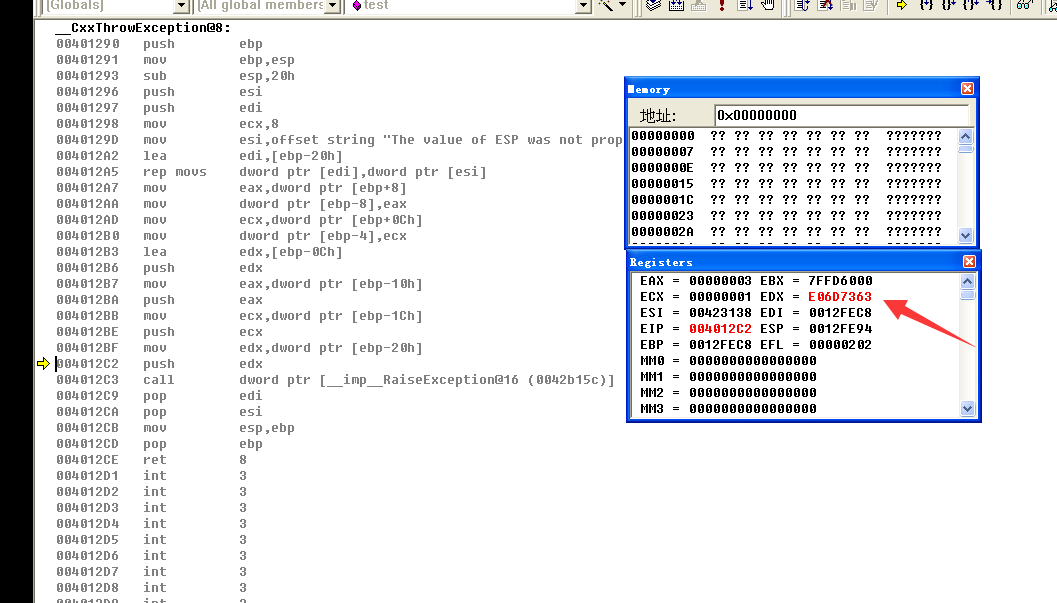 [Globals] [All global members test
__CxxThrowException@8:
00401290 push ebp
00401291 mov ebp,esp
00401293 sub esp,20h
00401296 push esi
00401297 push edi
00401298 mov ecx,8
0040129D mov esi,offset string "The value of ESP was not prop
004012A2 lea edi,[ebp-20h]
004012A5 rep movs dword ptr [edi],dword ptr [esi]
004012A7 mov eax,dword ptr [ebp+8]
004012AA mov dword ptr [ebp-8],eax
004012AD mov ecx,dword ptr [ebp+0Ch]
004012B0 mov dword ptr [ebp-4],ecx
004012B3 lea edx,[ebp-0Ch]
004012B6 push edx
004012B7 mov eax,dword ptr [ebp-10h]
004012BA push eax
004012BB mov ecx,dword ptr [ebp-1Ch]
004012BE push ecx
004012BF mov edx,dword ptr [ebp-20h]
004012C2 push edx
004012C3 call dword ptr [__imp__RaiseException@16 (0042b15c)]
004012C9 pop edi
004012CA pop esi
004012CB mov esp,ebp
004012CD pop ebp
004012CE ret 8
004012D1 int 3
004012D2 int 3
004012D3 int 3
004012D4 int 3
004012D5 int 3
004012D6 int 3
004012D7 int 3
004012D8 int 3
004012D9 int 3
Memory
地址: 0x00000000
00000000 ?? ?? ?? ?? ?? ?? ?? ???????
00000007 ?? ?? ?? ?? ?? ?? ?? ???????
0000000E ?? ?? ?? ?? ?? ?? ?? ???????
00000015 ?? ?? ?? ?? ?? ?? ?? ???????
0000001C ?? ?? ?? ?? ?? ?? ?? ???????
00000023 ?? ?? ?? ?? ?? ?? ?? ???????
0000002A ?? ?? ?? ?? ?? ?? ?? ???????
Registers
EAX = 00000003 EBX = 7FFD6000
ECX = 00000001 EDX = E06D7363
ESI = 00423138 EDI = 0012FEC8
EIP = 004012C2 ESP = 0012FE94
EBP = 0012FEC8 EFL = 00000202
MM0 = 0000000000000000
MM1 = 0000000000000000
MM2 = 0000000000000000
MM3 = 0000000000000000